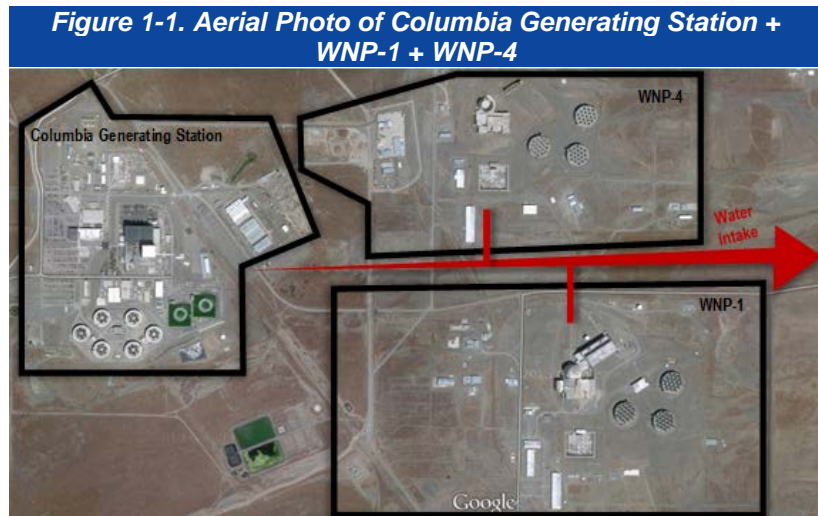 Figure 1-1. Aerial Photo of Columbia Generating Station +
WNP-1 + WNP-4
WNP-4
Columbia Generating Station
Water
Intake
WNP-1
Google